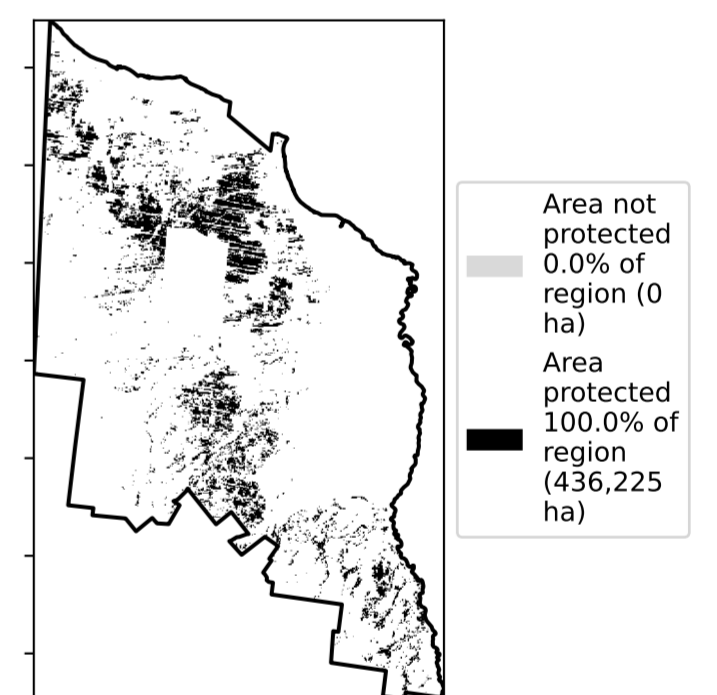 Area not
protected
0.0% of
region (0
ha)
Area
protected
100.0% of
region
(436,225
ha)